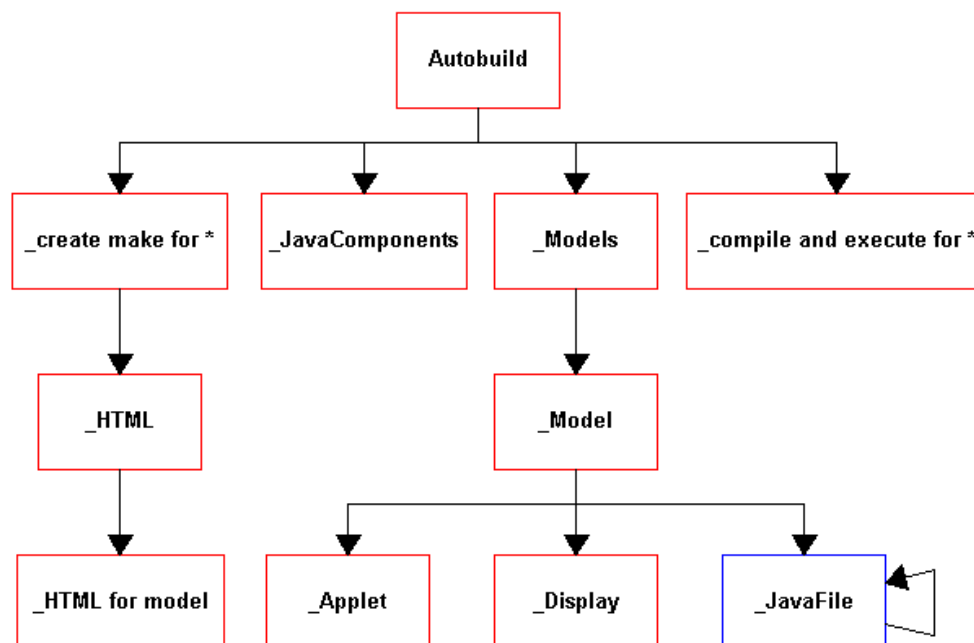 Autobuild
_create make for *
_JavaComponents
_Models
_compile and execute for *
_HTML
_Model
_HTML for model
_Applet
_Display
_JavaFile